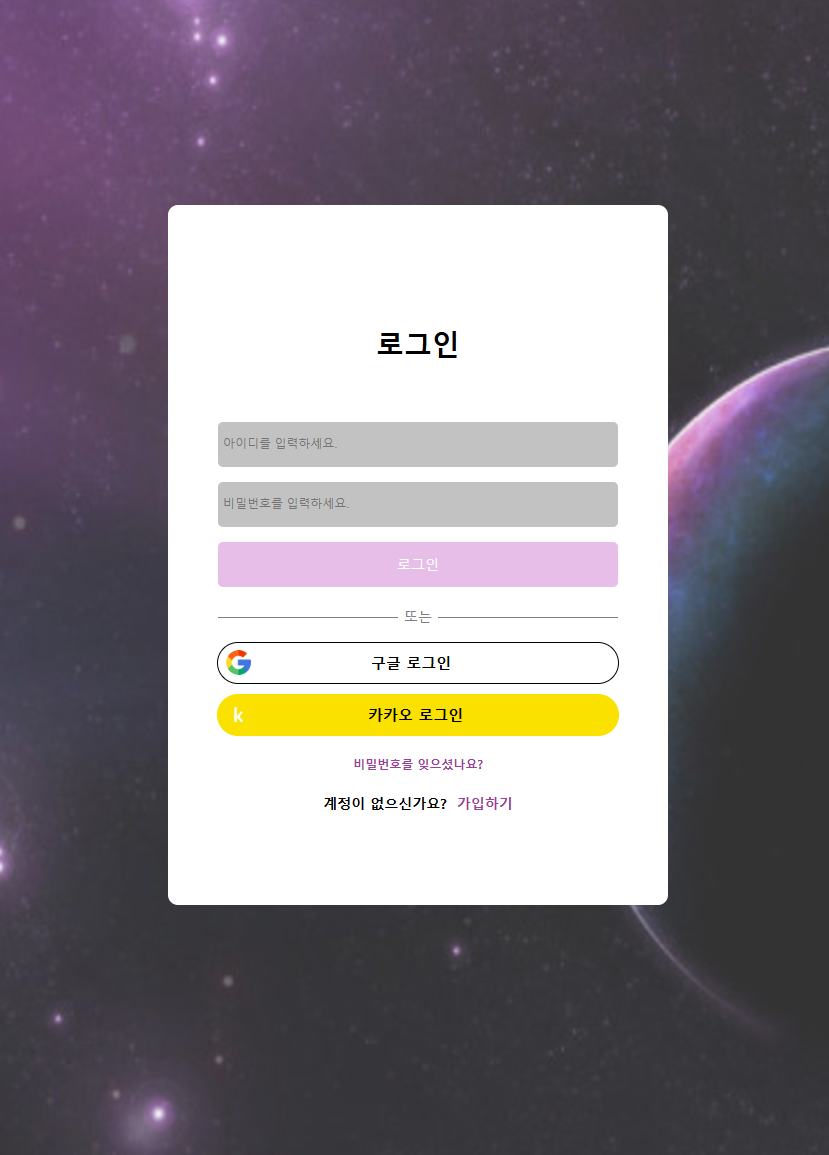 로그인
아이디를 입력하세요.
비밀번호를 입력하세요.
로그인
또는
구글 로그인
k 카카오 로그인
비밀번호를 잊으셨나요?
계정이 없으신가요? 가입하기